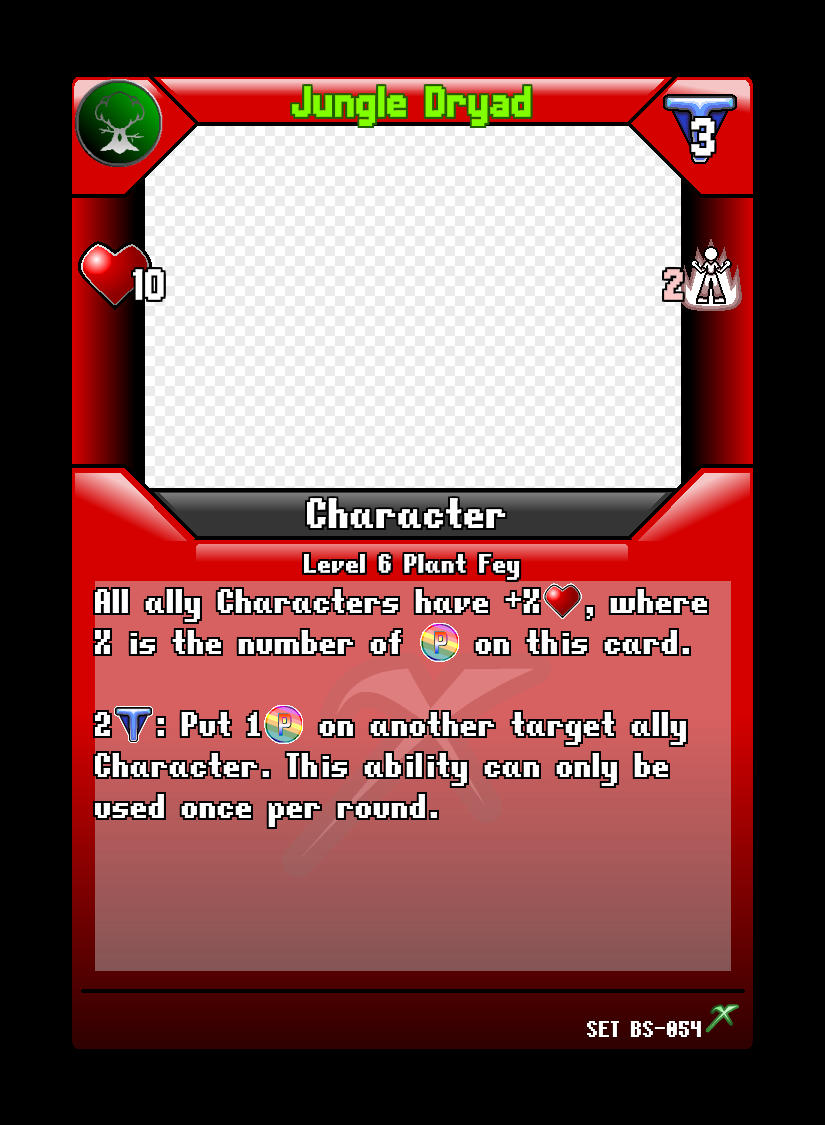 Jungle Dryad
3
10
2
Character
Level 6 Plant Fey
All ally Characters have +X, where
X is the number of P on this card.
2T: Put 1P on another target ally
Character. This ability can only be
used once per round.
SET BS-054